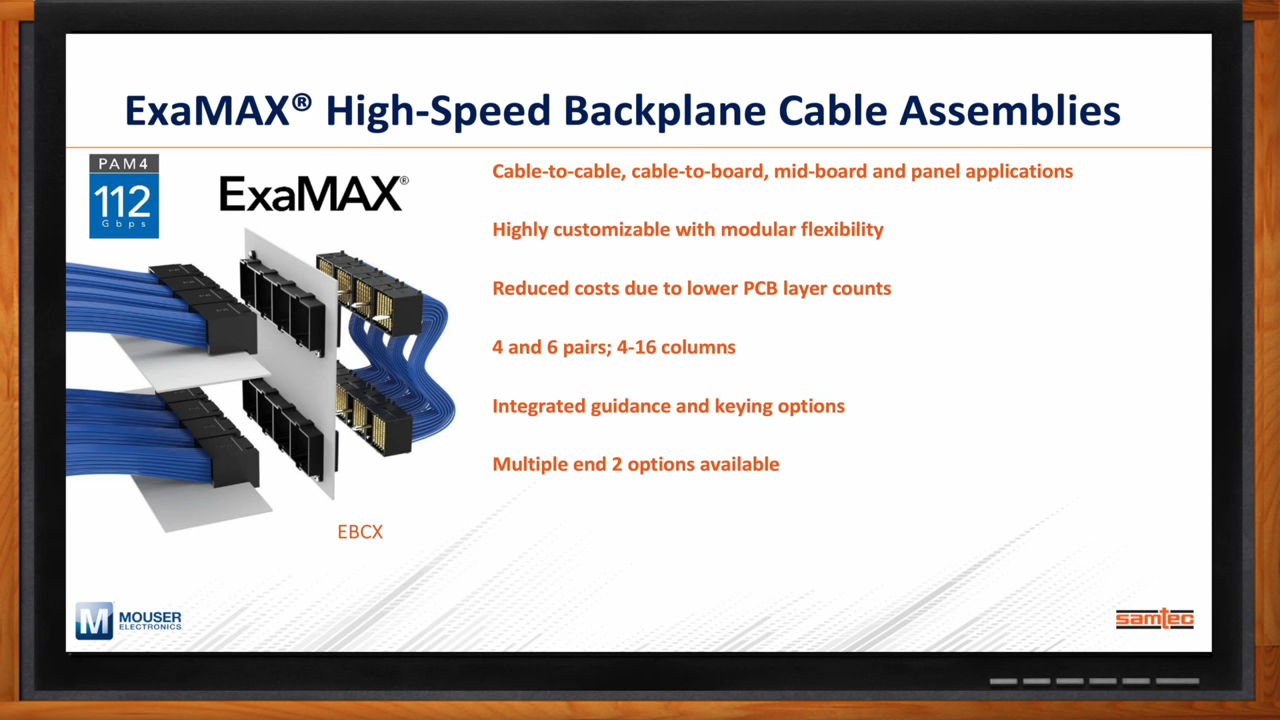 ExaMAX® High-Speed Backplane Cable Assemblies
PAM4
112
Gbps
ExaMAX®
Cable-to-cable, cable-to-board, mid-board and panel applications
Highly customizable with modular flexibility
Reduced costs due to lower PCB layer counts
4 and 6 pairs; 4-16 columns
Integrated guidance and keying options
Multiple end 2 options available
EBCX
M MOUSER
ELECTRONICS
samtec